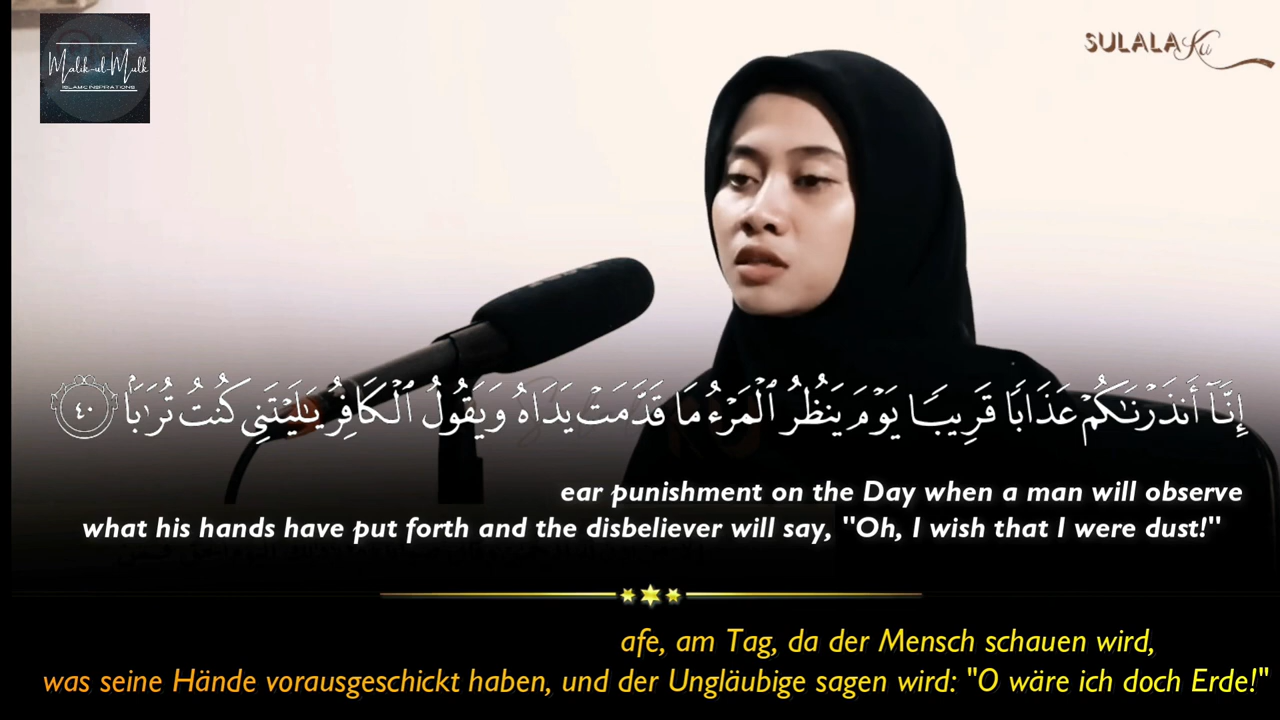 Malik-ul-Mulk
ISLAMIC INSPIRATIONS
SULALA Ku
إِنَّآ أَنذَرْنَـٰكُمْ عَذَابًا قَرِيبًا يَوْمَ يَنظُرُ ٱلْمَرْءُ مَا قَدَّمَتْ يَدَاهُ وَيَقُولُ ٱلْكَافِرُ يَـٰلَيْتَنِى كُنتُ تُرَٰبًۢا ٤٠
ear punishment on the Day when a man will observe
what his hands have put forth and the disbeliever will say, "Oh, I wish that I were dust!"
afe, am Tag, da der Mensch schauen wird,
was seine Hände vorausgeschickt haben, und der Ungläubige sagen wird: "O wäre ich doch Erde!"